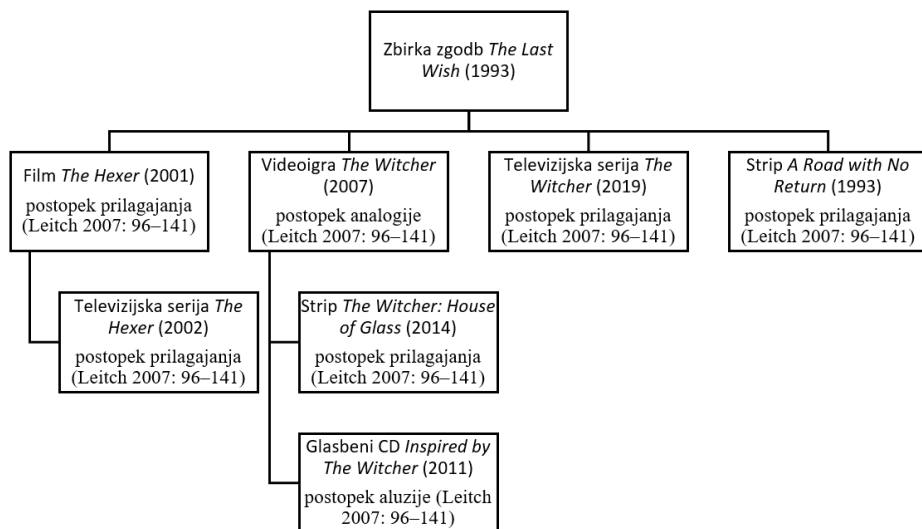 Zbirka zgodb The Last
Wish (1993)
Film The Hexer (2001)
postopek prilagajanja
(Leitch 2007: 96–141)
Videoigra The Witcher
(2007)
postopek analogije
(Leitch 2007: 96–141)
Televizijska serija The
Witcher (2019)
postopek prilagajanja
(Leitch 2007: 96–141)
Strip A Road with No
Return (1993)
postopek prilagajanja
(Leitch 2007: 96–141)
Televizijska serija The
Hexer (2002)
postopek prilagajanja
(Leitch 2007: 96–141)
Strip The Witcher: House
of Glass (2014)
postopek prilagajanja
(Leitch 2007: 96–141)
Glasbeni CD Inspired by
The Witcher (2011)
postopek aluzije (Leitch
2007: 96–141)